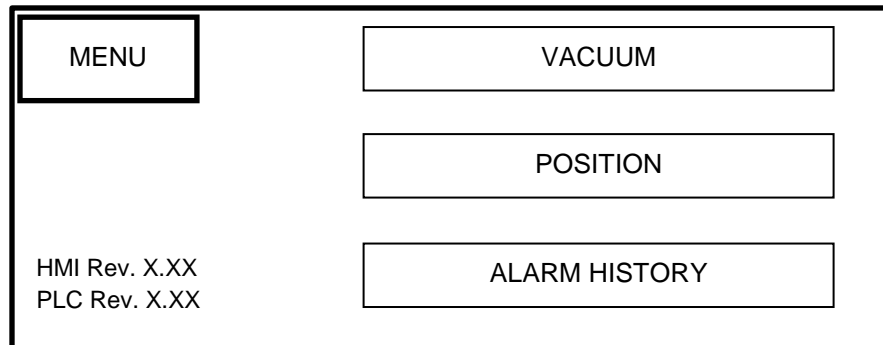 MENU
VACUUM
POSITION
HMI Rev. X.XX
PLC Rev. X.XX
ALARM HISTORY